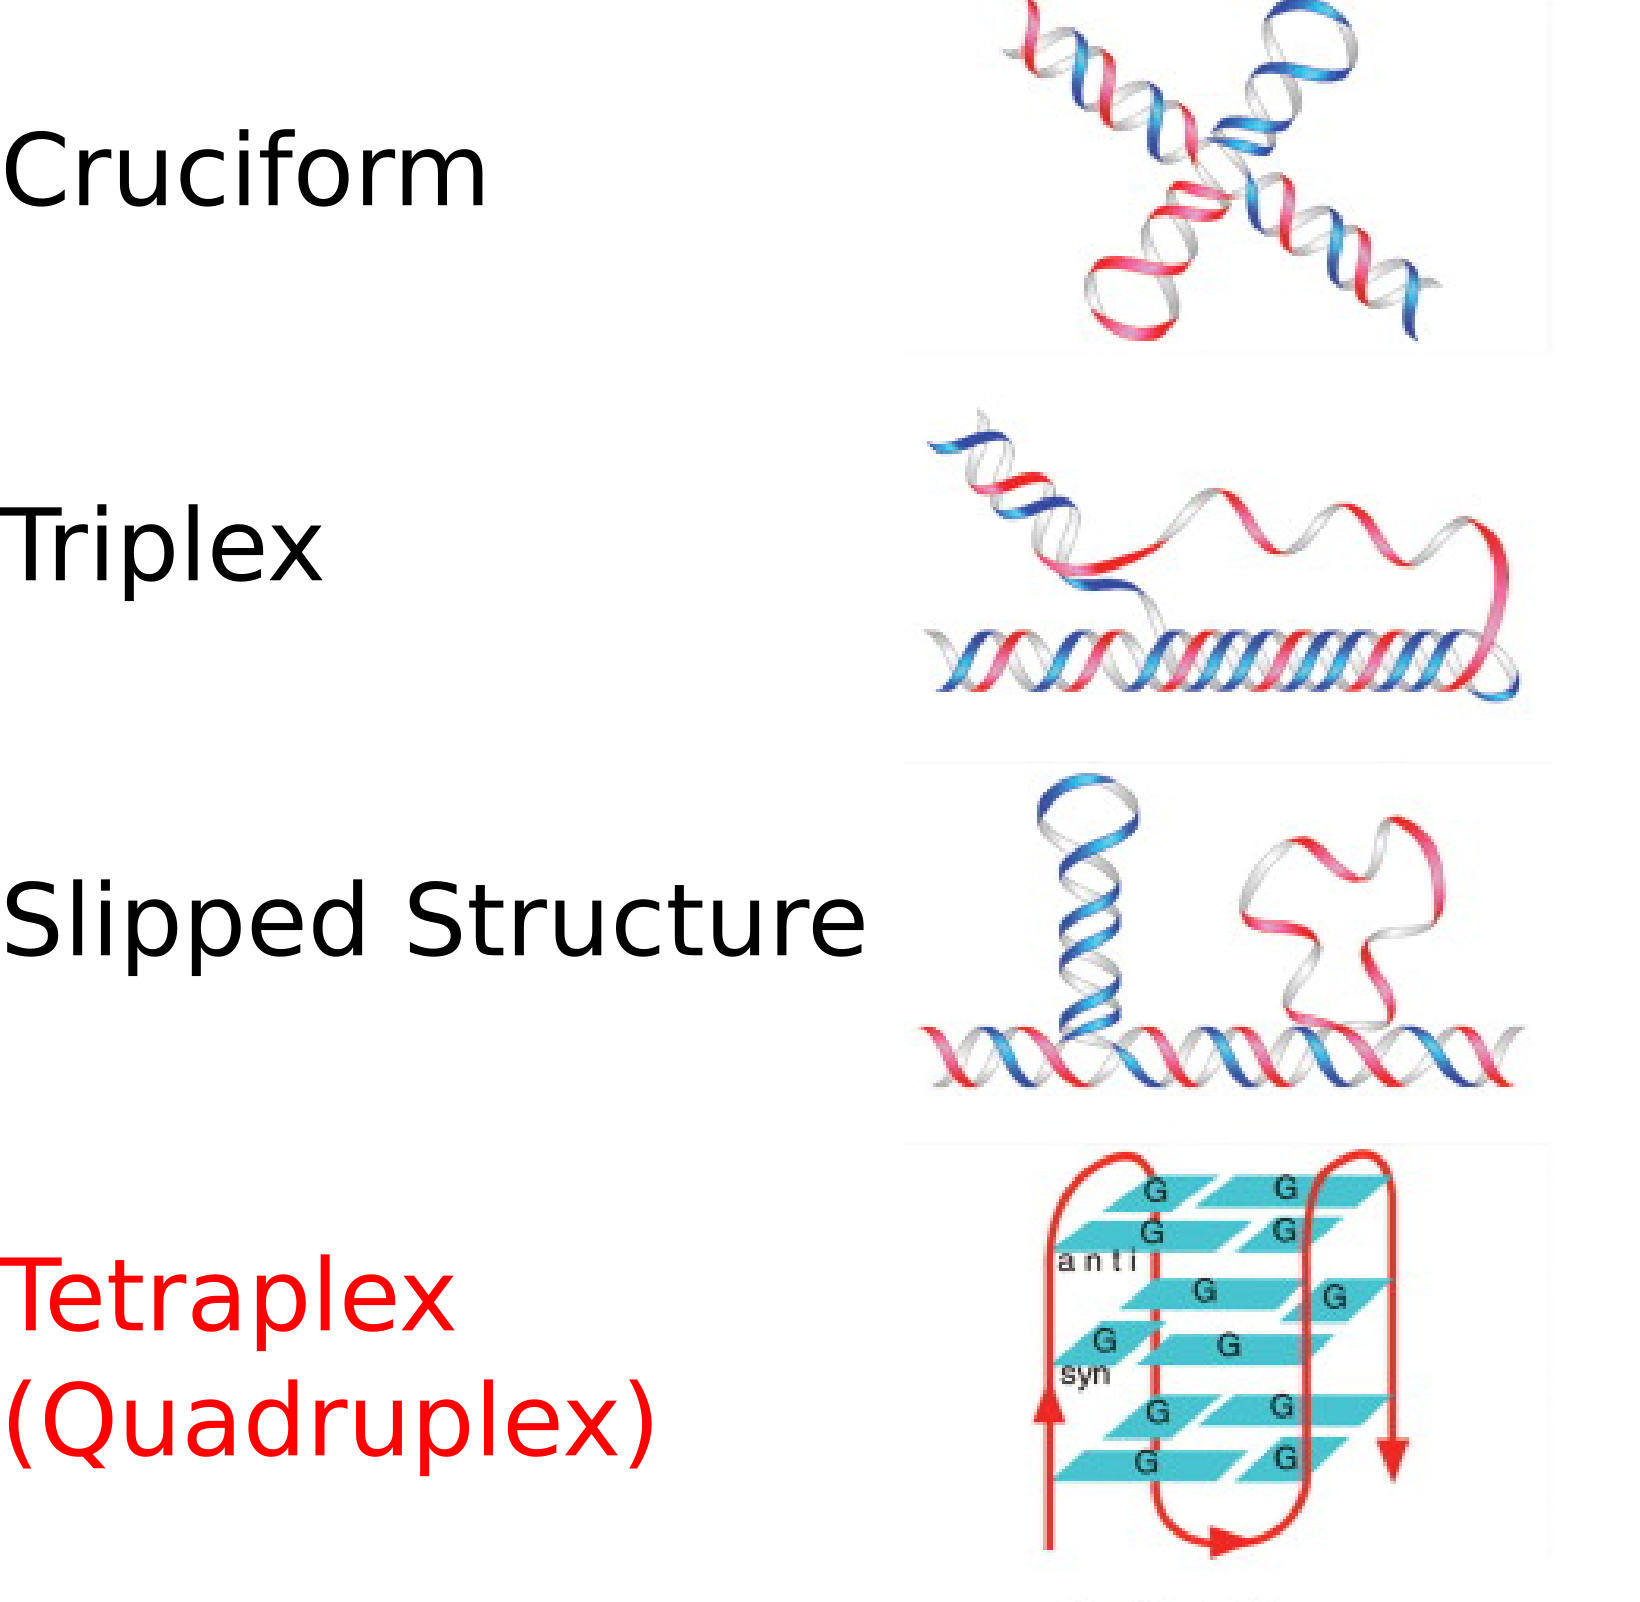 Cruciform
Triplex
Slipped Structure
Tetraplex
(Quadruplex)
G G
G G
anti
G G
G G
syn
G G
G G